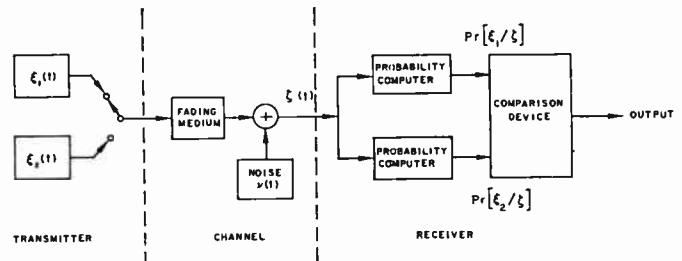 Pr[ξ₁/ζ]
ξ₁(t)
PROBABILITY
COMPUTER
FADING
MEDIUM
+
ζ(t)
COMPARISON
DEVICE
OUTPUT
ξ₂(t)
NOISE
ν(t)
PROBABILITY
COMPUTER
Pr[ξ₂/ζ]
TRANSMITTER
CHANNEL
RECEIVER